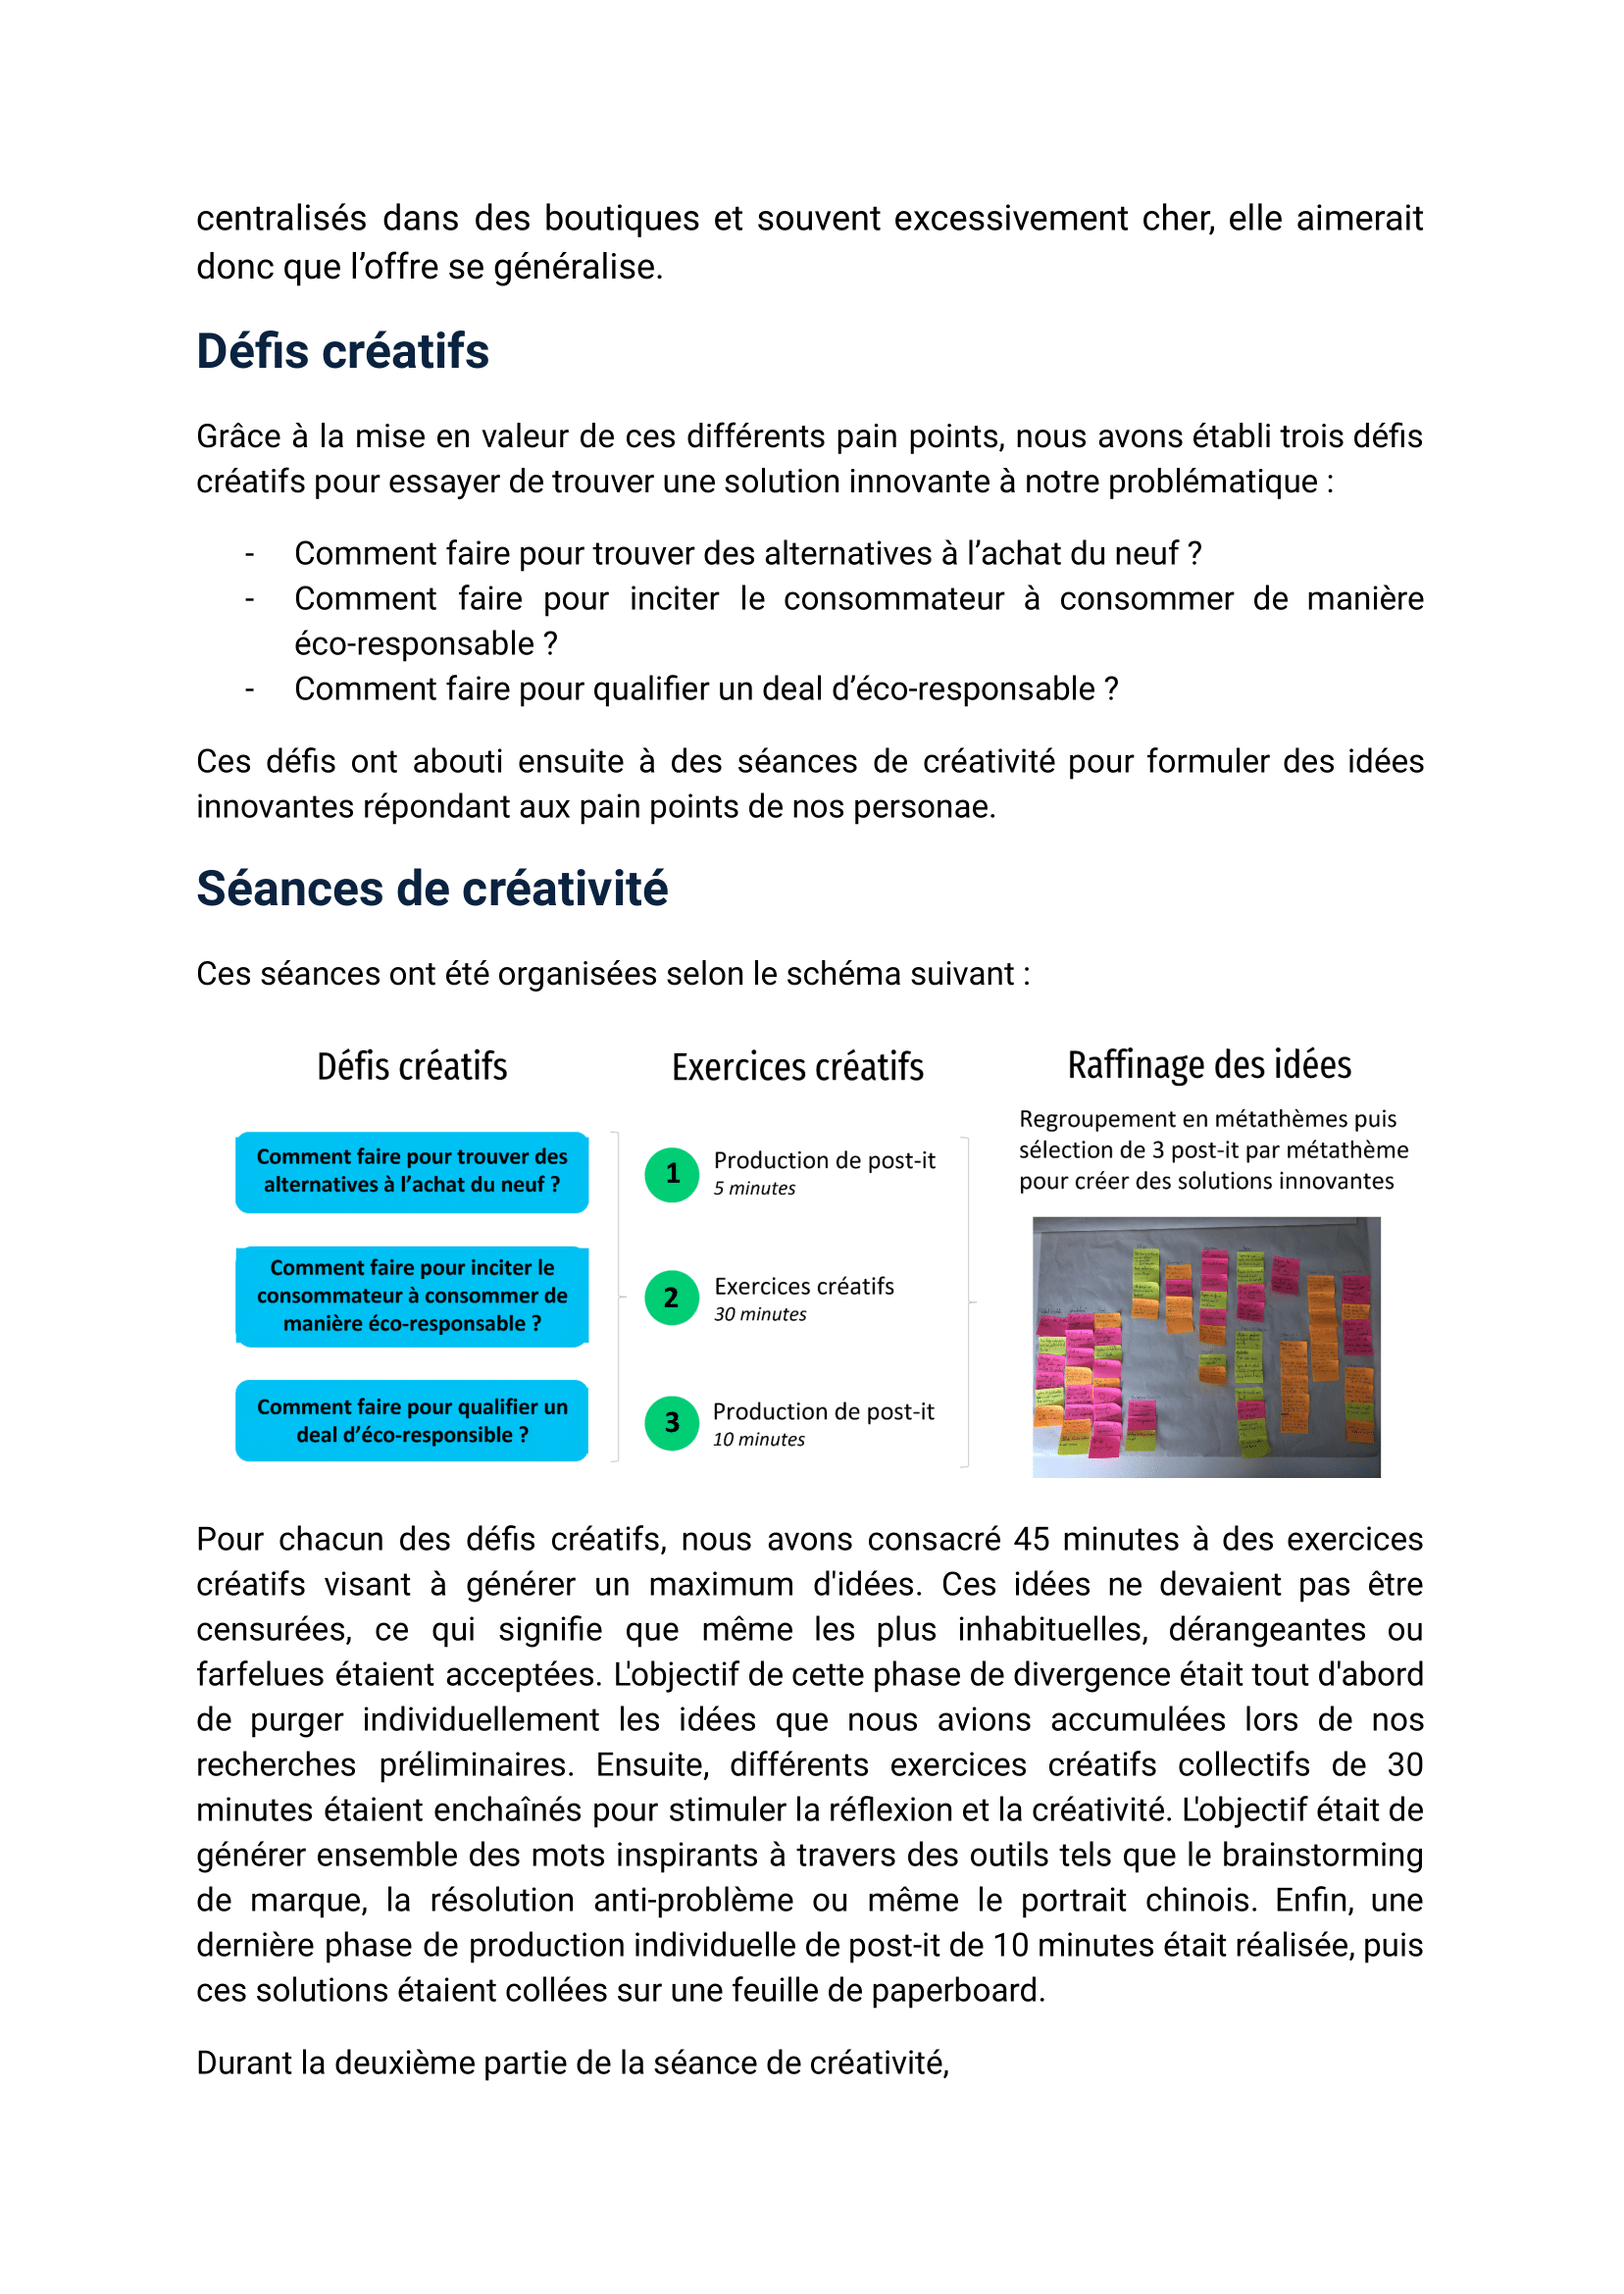 centralisés dans des boutiques et souvent excessivement cher, elle aimerait
donc que l’offre se généralise.
Défis créatifs
Grâce à la mise en valeur de ces différents pain points, nous avons établi trois défis
créatifs pour essayer de trouver une solution innovante à notre problématique :
- Comment faire pour trouver des alternatives à l’achat du neuf ?
- Comment faire pour inciter le consommateur à consommer de manière
éco-responsable ?
- Comment faire pour qualifier un deal d’éco-responsable ?
Ces défis ont abouti ensuite à des séances de créativité pour formuler des idées
innovantes répondant aux pain points de nos personae.
Séances de créativité
Ces séances ont été organisées selon le schéma suivant :
Défis créatifs
Comment faire pour trouver des
alternatives à l’achat du neuf ?
Comment faire pour inciter le
consommateur à consommer de
manière éco-responsable ?
Comment faire pour qualifier un
deal d’éco-responsible ?
Exercices créatifs
1 Production de post-it
5 minutes
2 Exercices créatifs
30 minutes
3 Production de post-it
10 minutes
Raffinage des idées
Regroupement en métathèmes puis
sélection de 3 post-it par métathème
pour créer des solutions innovantes
Pour chacun des défis créatifs, nous avons consacré 45 minutes à des exercices
créatifs visant à générer un maximum d'idées. Ces idées ne devaient pas être
censurées, ce qui signifie que même les plus inhabituelles, dérangeantes ou
farfelues étaient acceptées. L'objectif de cette phase de divergence était tout d'abord
de purger individuellement les idées que nous avions accumulées lors de nos
recherches préliminaires. Ensuite, différents exercices créatifs collectifs de 30
minutes étaient enchaînés pour stimuler la réflexion et la créativité. L'objectif était de
générer ensemble des mots inspirants à travers des outils tels que le brainstorming
de marque, la résolution anti-problème ou même le portrait chinois. Enfin, une
dernière phase de production individuelle de post-it de 10 minutes était réalisée, puis
ces solutions étaient collées sur une feuille de paperboard.
Durant la deuxième partie de la séance de créativité,